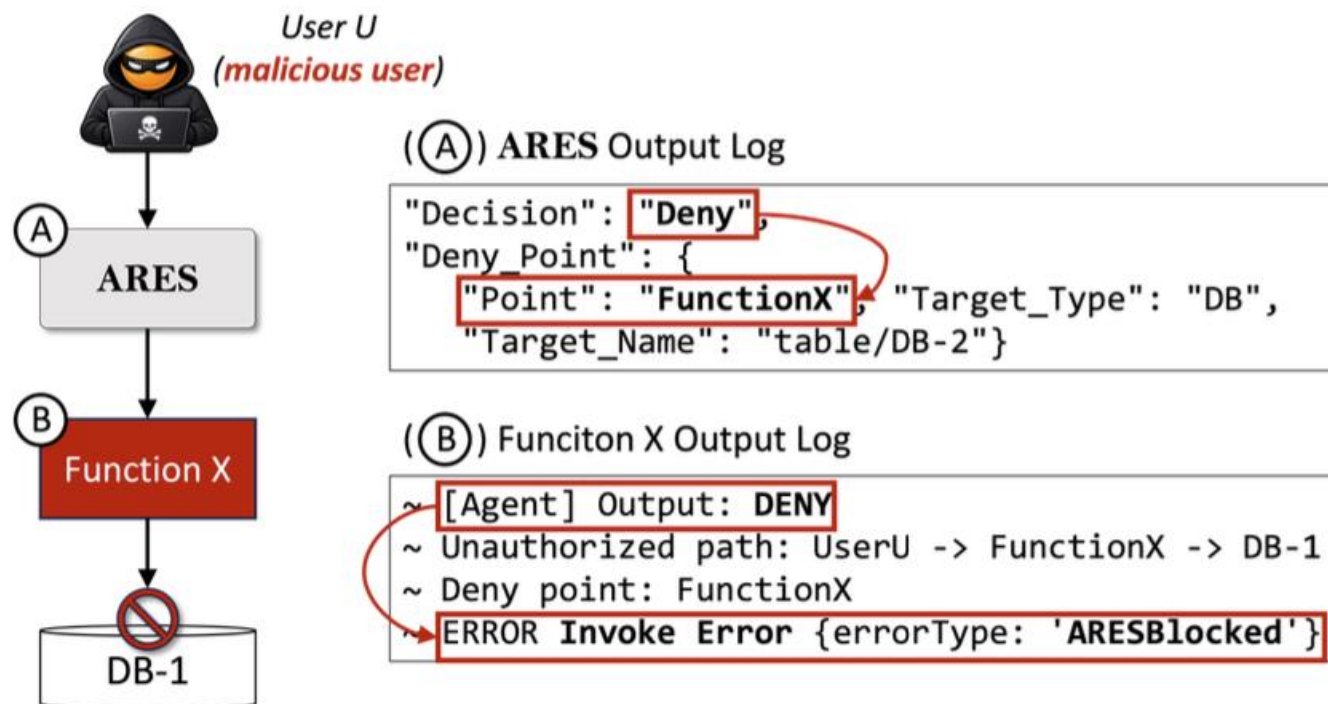 User U
(malicious user)
((A)) ARES Output Log
"Decision": "Deny",
"Deny_Point": {
"Point": "FunctionX", "Target_Type": "DB",
"Target_Name": "table/DB-2"}
A
ARES
B
Function X
DB-1
((B)) Funciton X Output Log
~ [Agent] Output: DENY
~ Unauthorized path: UserU -> FunctionX -> DB-1
~ Deny point: FunctionX
~ ERROR Invoke Error {errorType: 'ARESBlocked'}